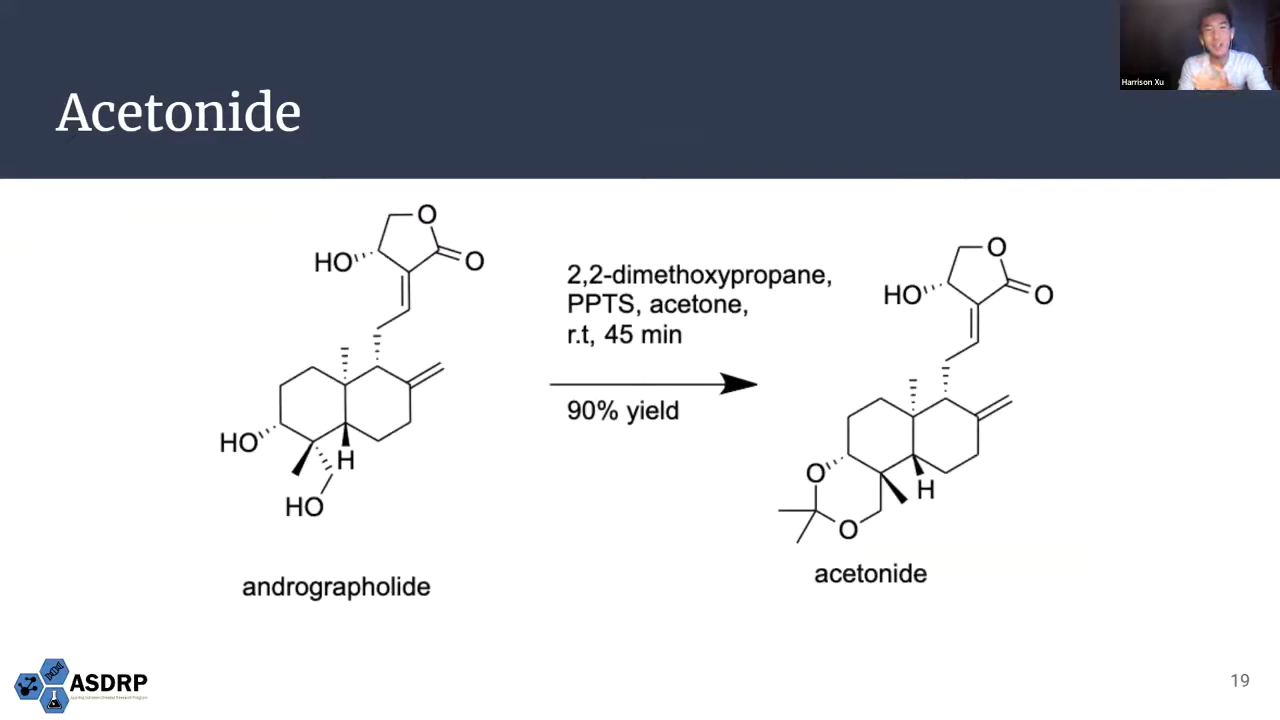 Harrison Xu
Acetonide
O
HO
O
HO
H
HO
andrographolide
2,2-dimethoxypropane,
PPTS, acetone,
r.t, 45 min
90% yield
O
HO
O
O
H
O
acetonide
ASDRP
19